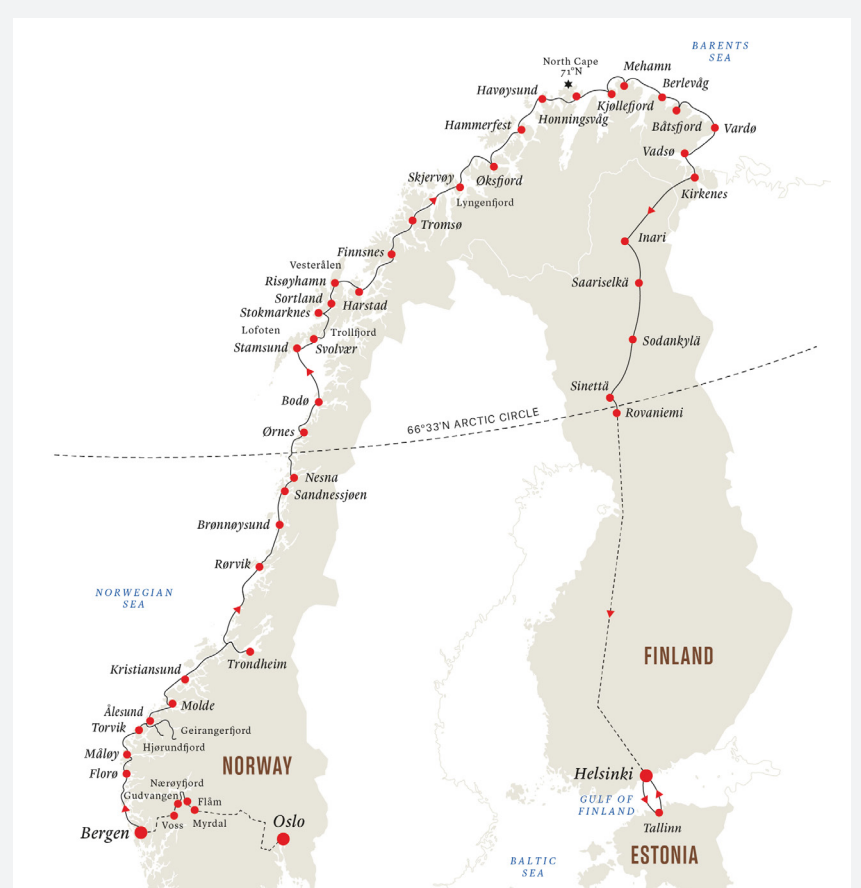 BARENTS
SEA
North Cape
71°N
Mehamn
Berlevåg
Havøysund
Kjøllefjord
Honningsvåg
Båtsfjord
Vardø
Hammerfest
Vadsø
Skjervøy
Øksfjord
Kirkenes
Lyngenfjord
Tromsø
Inari
Finnsnes
Vesterålen
Risøyhamn
Saariselkä
Sortland
Harstad
Stokmarknes
Lofoten
Trollfjord
Stamsund
Svolvær
Sodankylä
Sinettä
Bodø
Rovaniemi
66°33'N ARCTIC CIRCLE
Ørnes
Nesna
Sandnessjøen
Brønnøysund
Rørvik
NORWEGIAN
SEA
FINLAND
Trondheim
Kristiansund
Molde
Ålesund
Torvik
Geirangerfjord
Hjørundfjord
Måløy
NORWAY
Florø
Helsinki
Nærøyfjord
Gudvangen
Flåm
GULF OF
FINLAND
Voss
Myrdal
Oslo
Bergen
Tallinn
ESTONIA
BALTIC
SEA